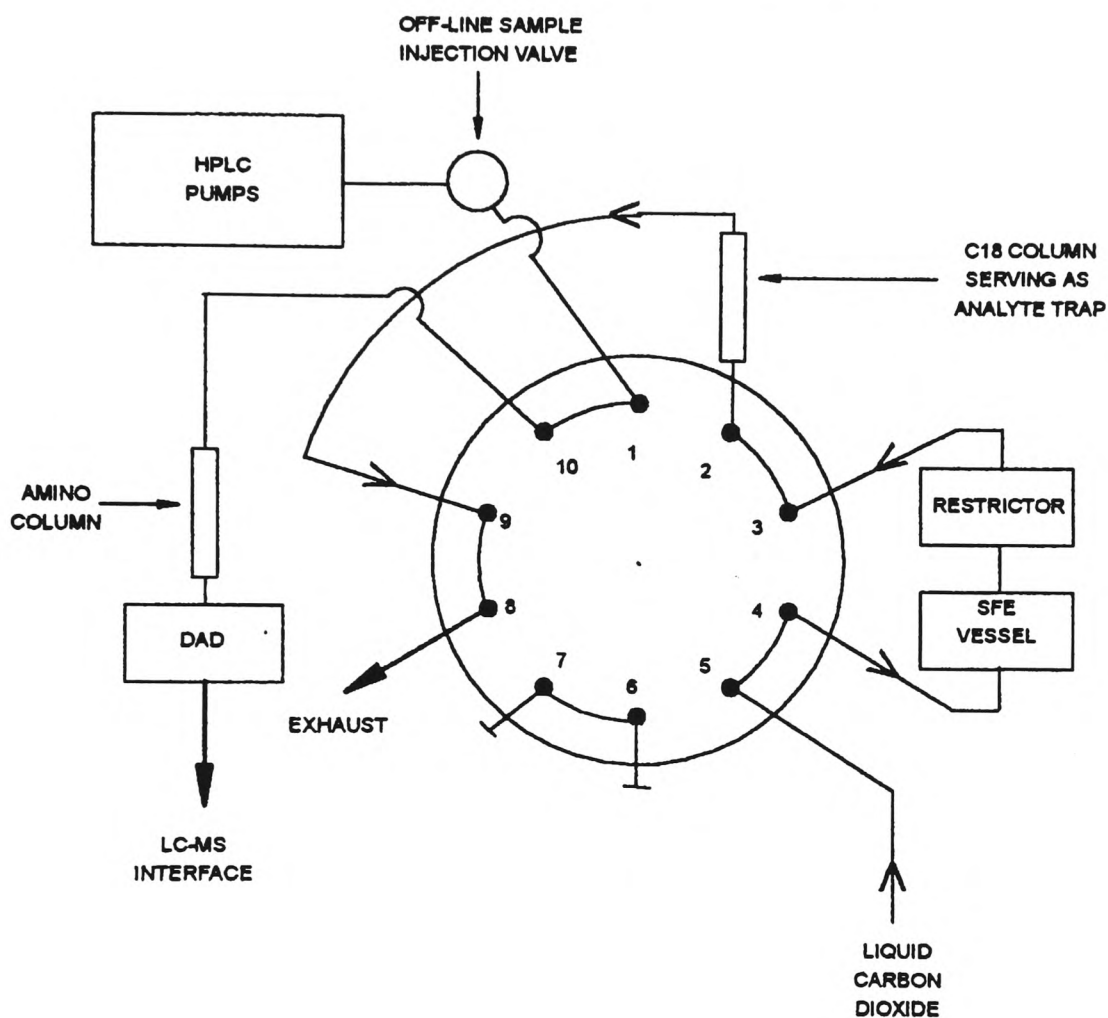 OFF-LINE SAMPLE
INJECTION VALVE
HPLC
PUMPS
C18 COLUMN
SERVING AS
ANALYTE TRAP
1
2
10
3
9
RESTRICTOR
AMINO
COLUMN
8
4
SFE
VESSEL
DAD
7
6
5
EXHAUST
LC-MS
INTERFACE
LIQUID
CARBON
DIOXIDE